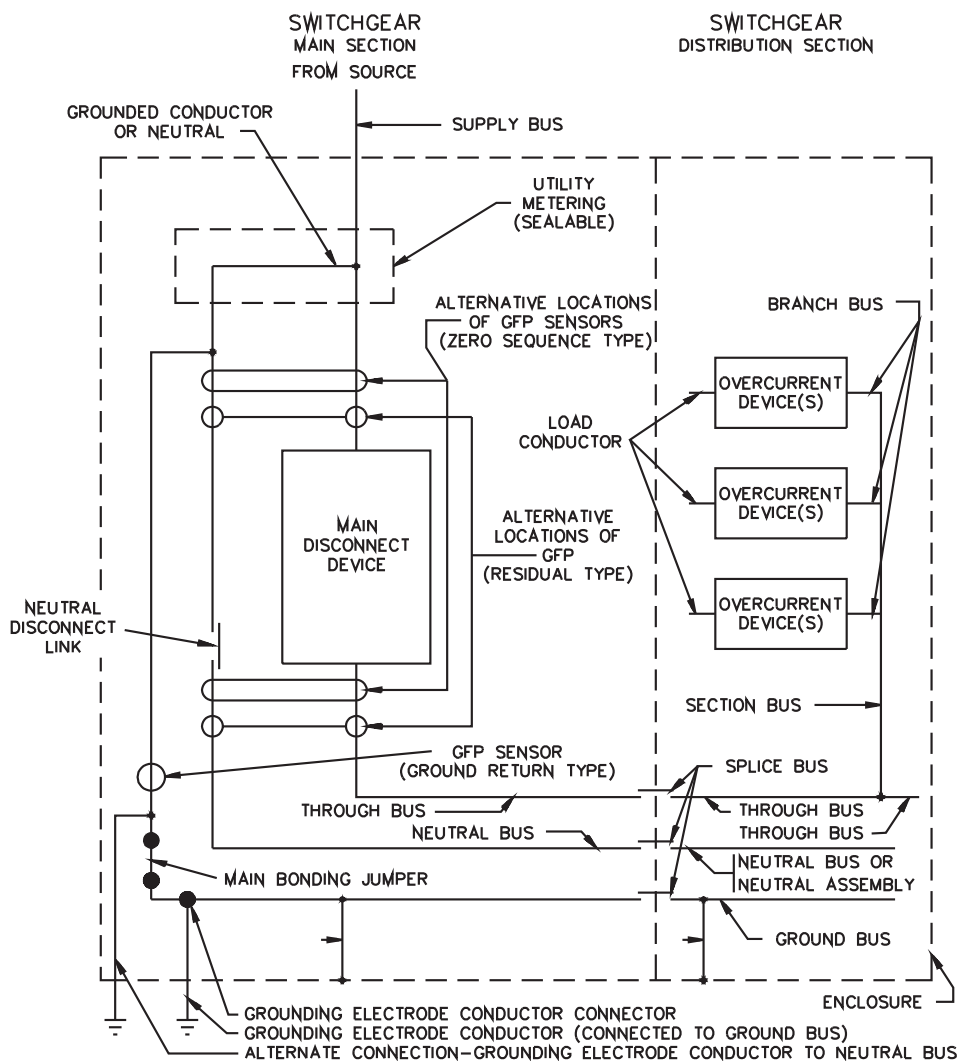 SWITCHGEAR
MAIN SECTION
FROM SOURCE
SWITCHGEAR
DISTRIBUTION SECTION
GROUNDED CONDUCTOR
OR NEUTRAL
SUPPLY BUS
UTILITY
METERING
(SEALABLE)
ALTERNATIVE LOCATIONS
OF GFP SENSORS
(ZERO SEQUENCE TYPE)
BRANCH BUS
OVERCURRENT
DEVICE(S)
LOAD
CONDUCTOR
OVERCURRENT
DEVICE(S)
MAIN
DISCONNECT
DEVICE
ALTERNATIVE
LOCATIONS OF
GFP
(RESIDUAL TYPE)
OVERCURRENT
DEVICE(S)
NEUTRAL
DISCONNECT
LINK
SECTION BUS
GFP SENSOR
(GROUND RETURN TYPE)
SPLICE BUS
THROUGH BUS
THROUGH BUS
NEUTRAL BUS
THROUGH BUS
NEUTRAL BUS OR
NEUTRAL ASSEMBLY
MAIN BONDING JUMPER
GROUND BUS
ENCLOSURE
GROUNDING ELECTRODE CONDUCTOR CONNECTOR
GROUNDING ELECTRODE CONDUCTOR (CONNECTED TO GROUND BUS)
ALTERNATE CONNECTION-GROUNDING ELECTRODE CONDUCTOR TO NEUTRAL BUS